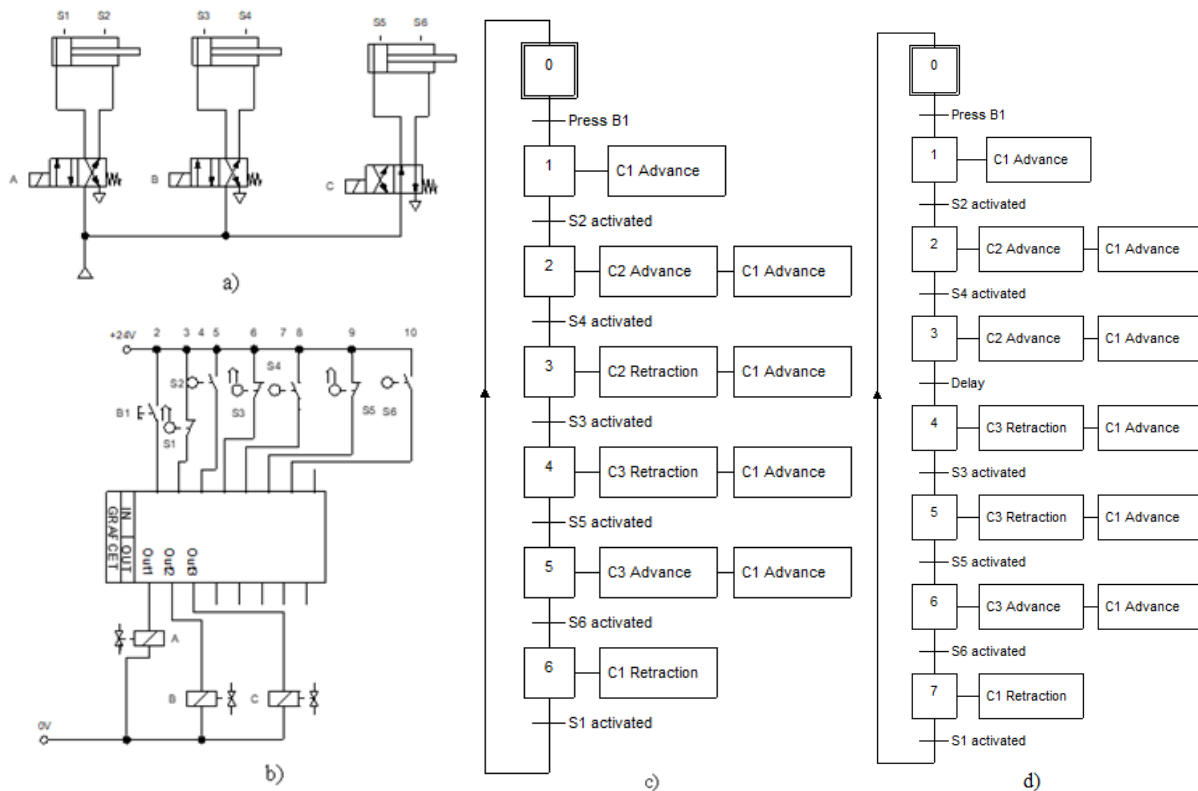 S1 S2
S3 S4
S5 S6
A
B
C
a)
+24V 2 3 4 5 6 7 8 9 10
S2
S4
B1
S1
S3
S5 S6
GRAFCET
IN
OUT
Out1
Out2
Out3
A
B
C
0V
b)
0
Press B1
1
C1 Advance
S2 activated
2
C2 Advance C1 Advance
S4 activated
3
C2 Retraction C1 Advance
S3 activated
4
C3 Retraction C1 Advance
S5 activated
5
C3 Advance C1 Advance
S6 activated
6
C1 Retraction
S1 activated
c)
0
Press B1
1
C1 Advance
S2 activated
2
C2 Advance C1 Advance
S4 activated
3
C2 Advance C1 Advance
Delay
4
C3 Retraction C1 Advance
S3 activated
5
C3 Retraction C1 Advance
S5 activated
6
C3 Advance C1 Advance
S6 activated
7
C1 Retraction
S1 activated
d)